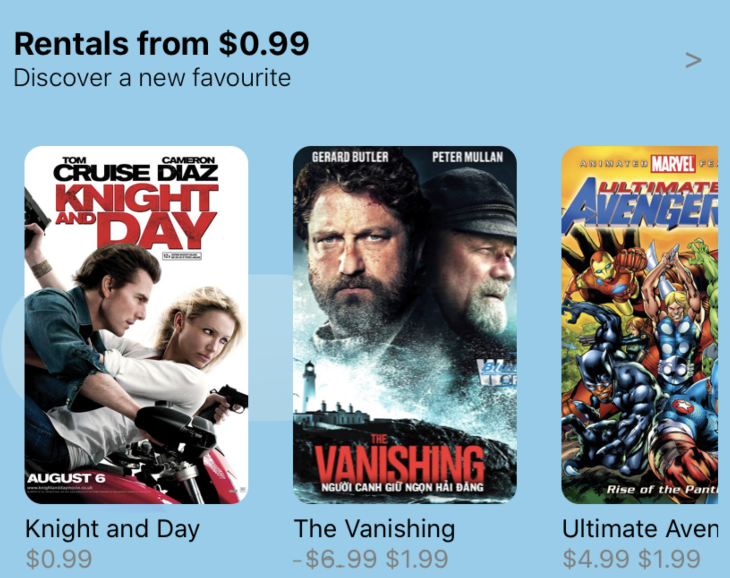 Rentals from $0.99
Discover a new favourite
>
TOM CAMERON
CRUISE DIAZ
KNIGHT
AND DAY
AUGUST 6
GERARD BUTLER PETER MULLAN
THE
VANISHING
NGƯỜI CANH GIỮ NGỌN HẢI ĐĂNG
ANIMATED MARVEL FE
ULTIMATE
AVENGER
Rise of the Pant
Knight and Day
$0.99
The Vanishing
$6.99 $1.99
Ultimate Aven
$4.99 $1.99